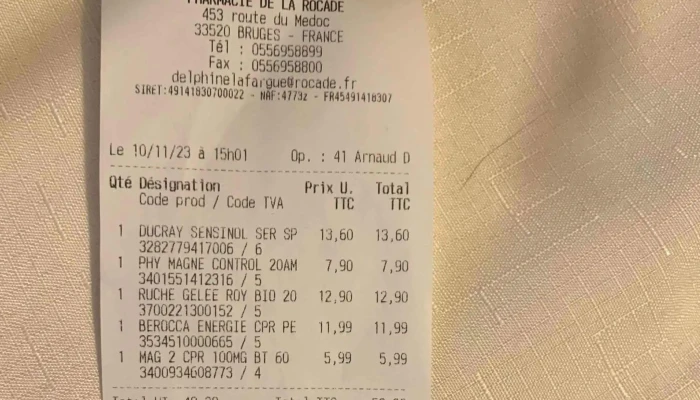 PHARMACIE DE LA ROCADE
453 route du Medoc
33520 BRUGES - FRANCE
Tél : 0556958899
Fax : 0556958800
delphinelafargue@rocade.fr
SIRET:49141830700022 - NAF:4773Z - FR45491418307
Le 10/11/23 à 15h01 Op. : 41 Arnaud D
Qté Désignation Prix U. Total
Code prod / Code TVA TTC TTC
1 DUCRAY SENSINOL SER SP 13,60 13,60
3282779417006 / 6
1 PHY MAGNE CONTROL 20AM 7,90 7,90
3401551412316 / 5
1 RUCHE GELEE ROY BIO 20 12,90 12,90
3700221300152 / 5
1 BEROCCA ENERGIE CPR PE 11,99 11,99
3534510000665 / 5
1 MAG 2 CPR 100MG BT 60 5,99 5,99
3400934608773 / 4